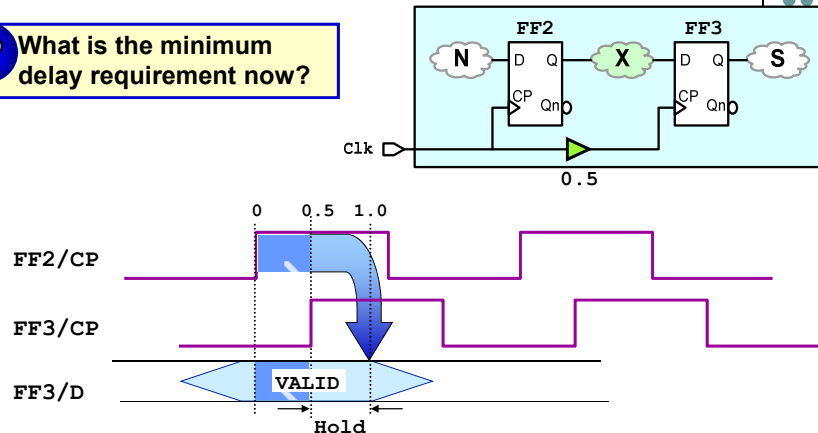 What is the minimum
delay requirement now?
FF2
FF3
N
D
Q
X
D
Q
S
CP
Qn
CP
Qn
Clk
0.5
0
0.5
1.0
FF2/CP
FF3/CP
FF3/D
VALID
Hold